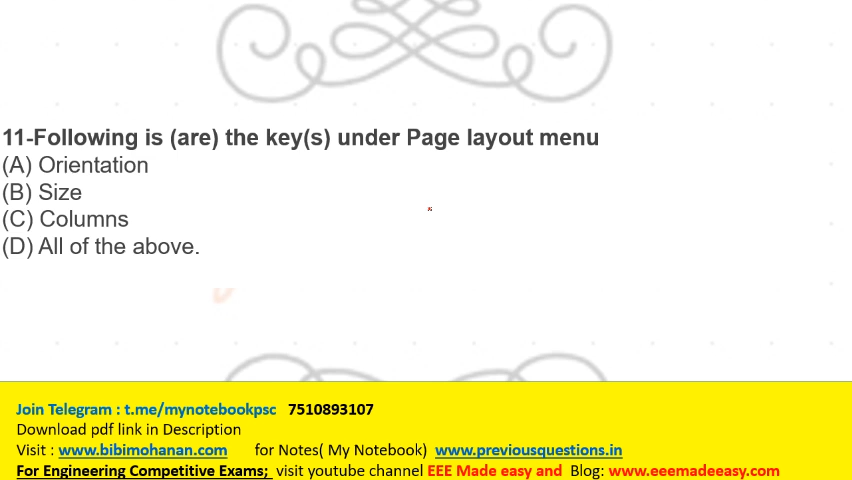 11-Following is (are) the key(s) under Page layout menu
(A) Orientation
(B) Size
(C) Columns
(D) All of the above.
Join Telegram : t.me/mynotebookpsc 7510893107
Download pdf link in Description
Visit : www.bibimohanan.com for Notes( My Notebook) www.previousquestions.in
For Engineering Competitive Exams; visit youtube channel EEE Made easy and Blog: www.eeemadeeasy.com